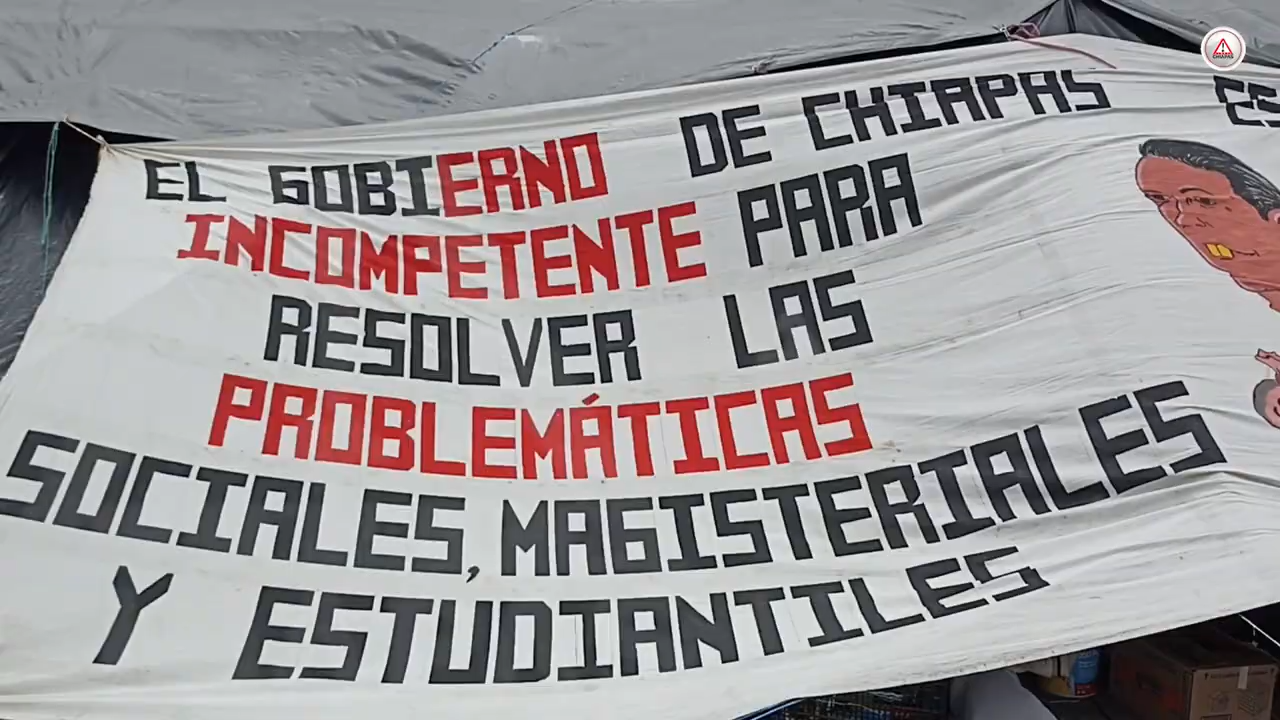 EL GOBIERNO DE CHIAPAS ES
INCOMPETENTE PARA
RESOLVER LAS
PROBLEMÁTICAS
SOCIALES, MAGISTERIALES
Y ESTUDIANTILES